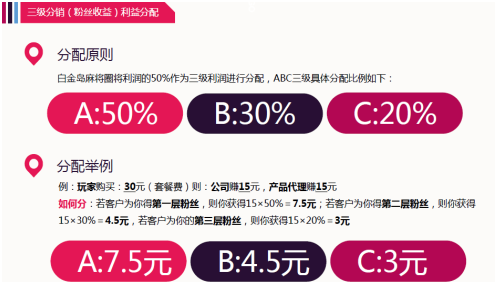 三级分销（粉丝收益）利益分配
分配原则
白金岛麻将圈将利润的50%作为三级利润进行分配，ABC三级具体分配比例如下：
A:50%
B:30%
C:20%
分配举例
例：玩家购买：30元（套餐费）则：公司赚15元，产品代理赚15元
如何分：若客户为你得第一层粉丝，则你获得15×50%＝7.5元；若客户为你得第二层粉丝，则你获得
15×30%＝4.5元，若客户为你的第三层粉丝，则你获得15×20%＝3元
A:7.5元
B:4.5元
C:3元